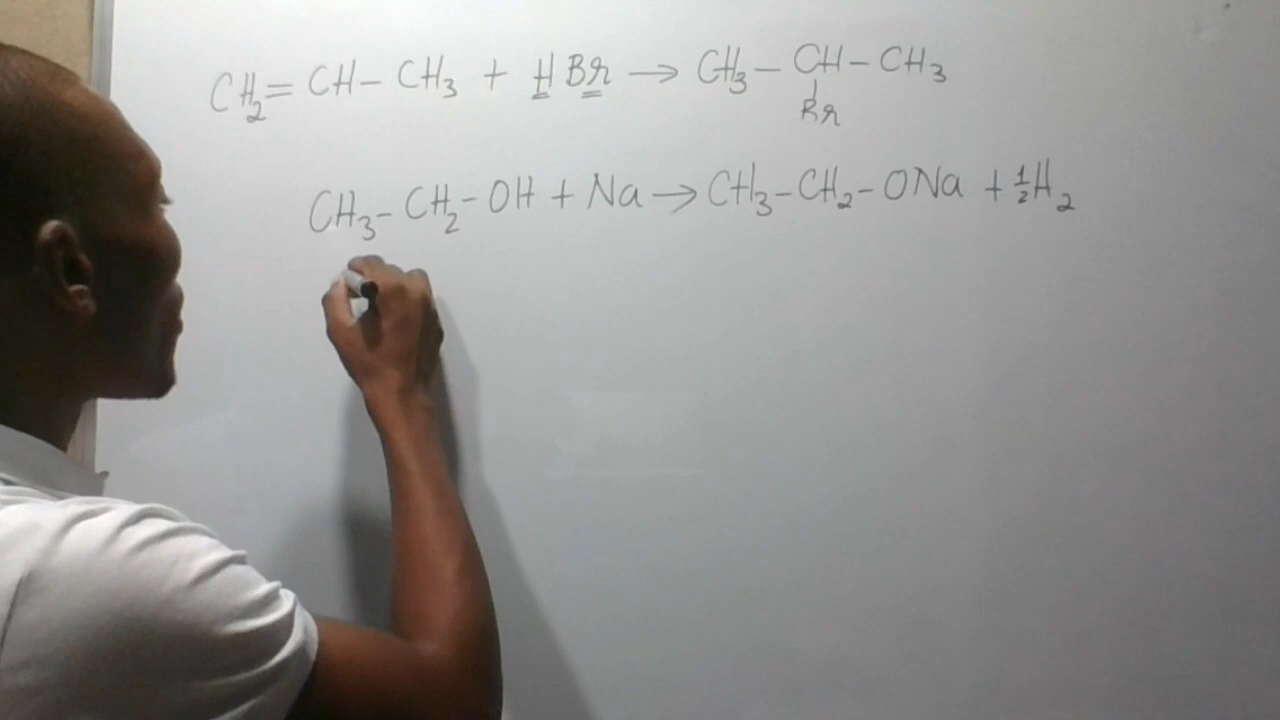 CH₂=CH-CH₃ + HBr → CH₃-CH-CH₃
Br
CH₃-CH₂-OH + Na → CH₃-CH₂-ONa + ½H₂